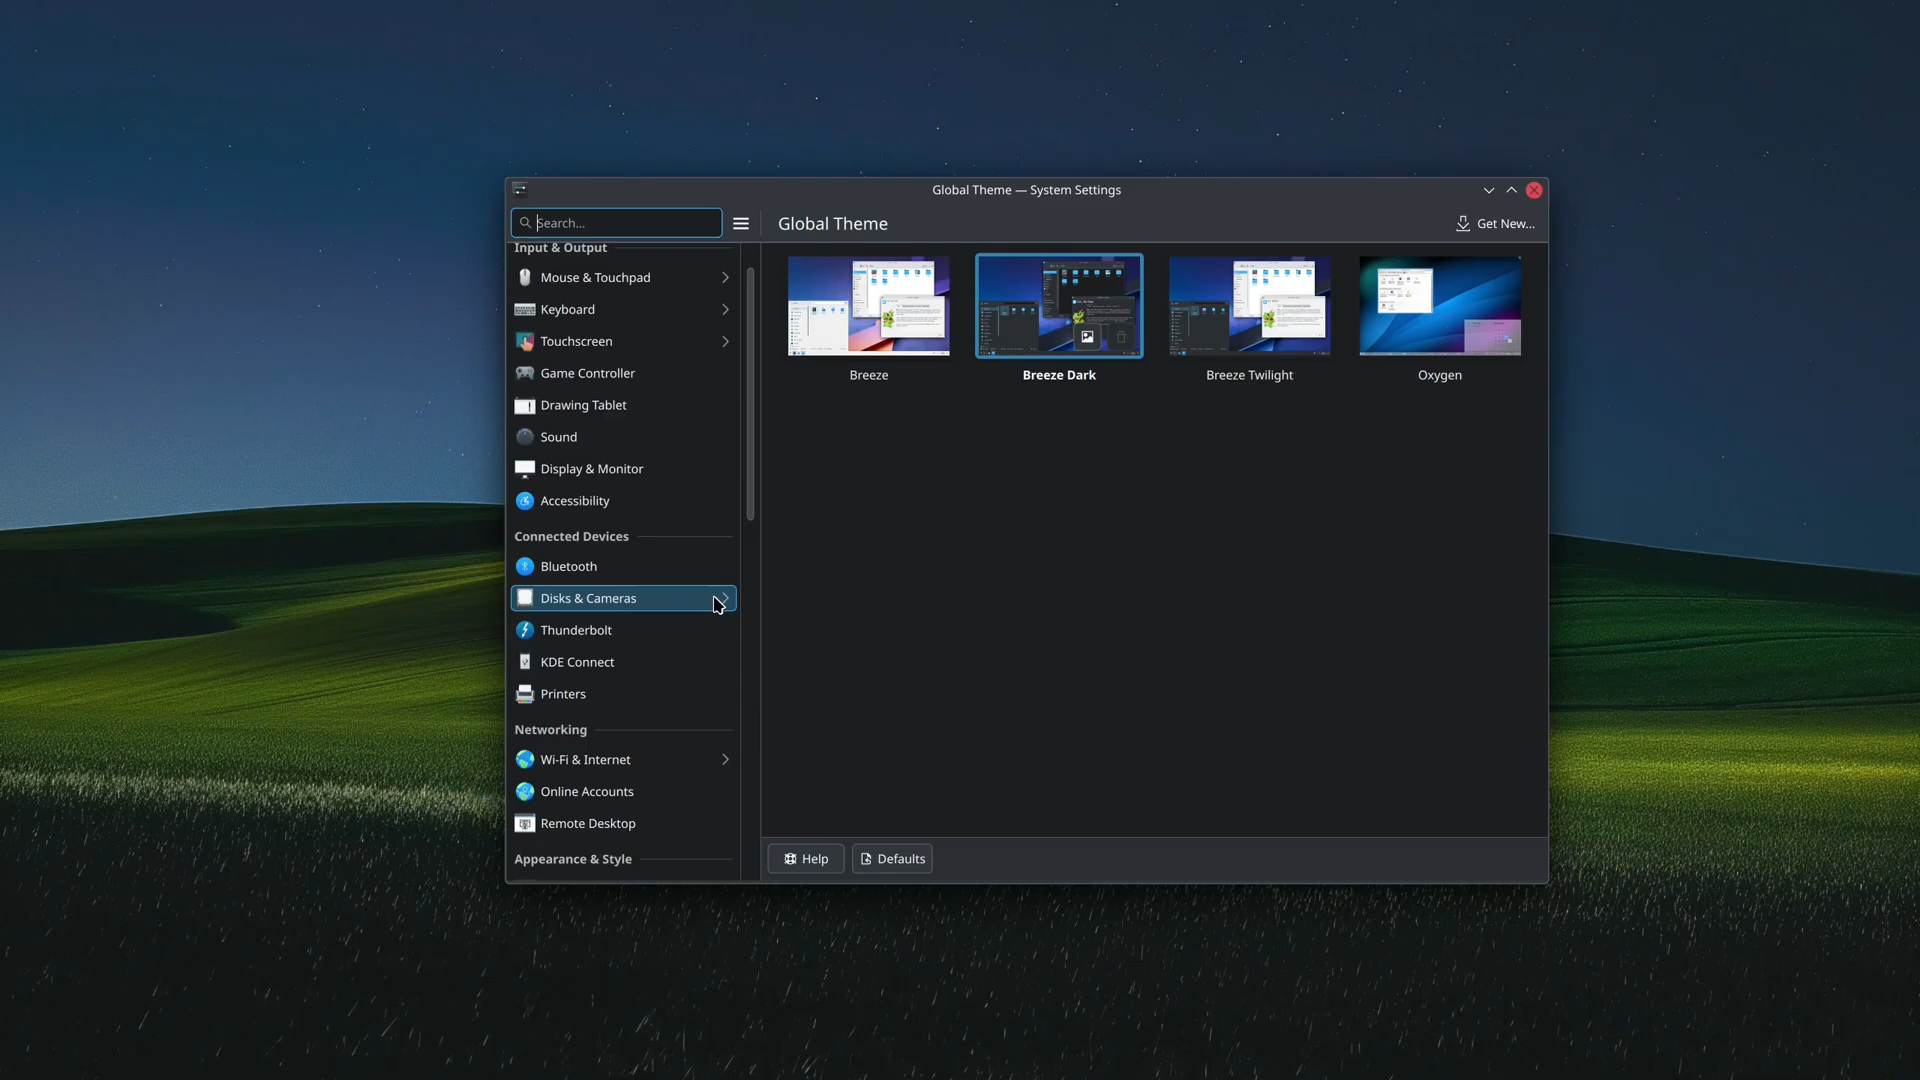 Global Theme — System Settings
Search...
Global Theme
Get New...
Input & Output
Mouse & Touchpad
Keyboard
Touchscreen
Game Controller
Drawing Tablet
Sound
Display & Monitor
Accessibility
Connected Devices
Bluetooth
Disks & Cameras
Thunderbolt
KDE Connect
Printers
Networking
Wi-Fi & Internet
Online Accounts
Remote Desktop
Appearance & Style
Breeze
Breeze Dark
Breeze Twilight
Oxygen
Help
Defaults